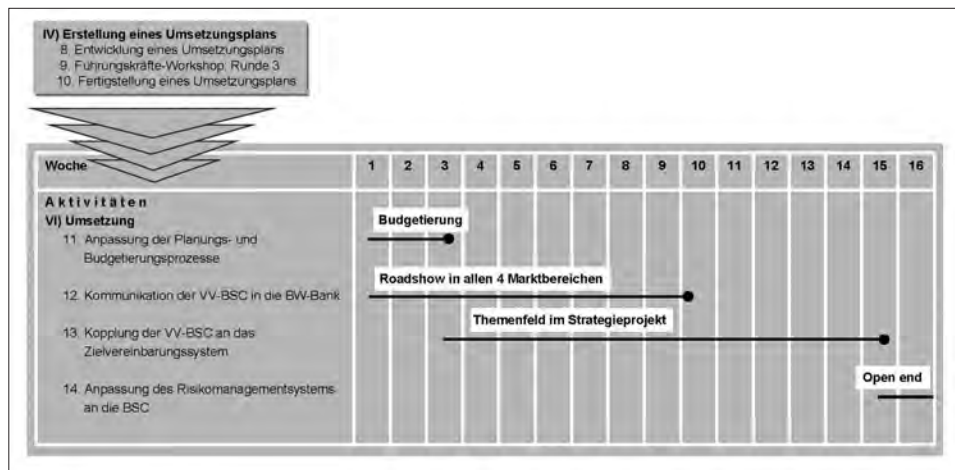 IV) Erstellung eines Umsetzungsplans
8. Entwicklung eines Umsetzungsplans
9. Führungskräfte-Workshop, Runde 3
10. Fertigstellung eines Umsetzungsplans
Woche 1 2 3 4 5 6 7 8 9 10 11 12 13 14 15 16
Aktivitäten
VI) Umsetzung
Budgetierung
11. Anpassung der Planungs- und
Budgetierungsprozesse
Roadshow in allen 4 Marktbereichen
12. Kommunikation der VV-BSC in die BW-Bank
Themenfeld im Strategieprojekt
13. Kopplung der VV-BSC an das
Zielvereinbarungssystem
Open end
14. Anpassung des Risikomanagementsystems
an die BSC